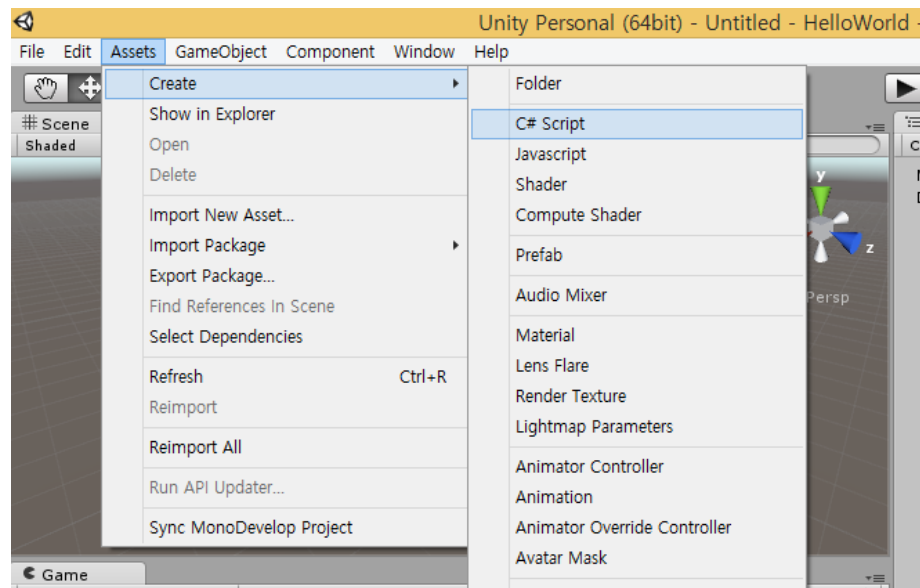 Unity Personal (64bit) - Untitled - HelloWorld -
File Edit Assets GameObject Component Window Help
Create
Show in Explorer
Open
Delete
Import New Asset...
Import Package
Export Package...
Find References In Scene
Select Dependencies
Refresh Ctrl+R
Reimport
Reimport All
Run API Updater...
Sync MonoDevelop Project
Folder
C# Script
Javascript
Shader
Compute Shader
Prefab
Audio Mixer
Material
Lens Flare
Render Texture
Lightmap Parameters
Animator Controller
Animation
Animator Override Controller
Avatar Mask
Scene
Shaded
y
z
Persp
Game